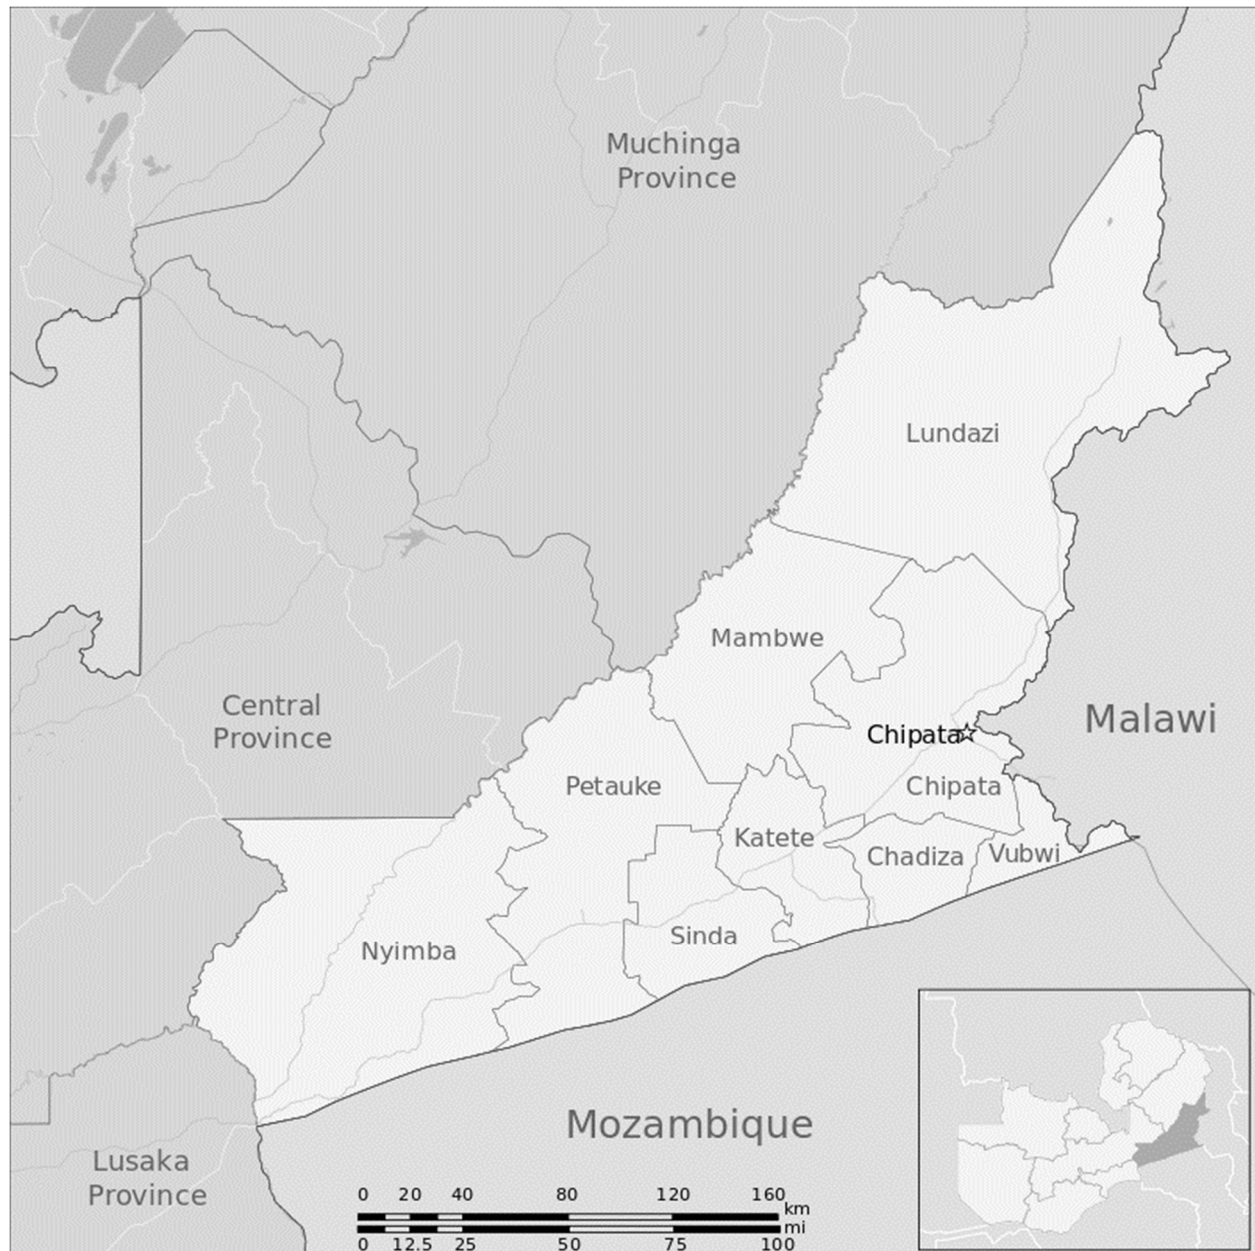 Muchinga
Province
Lundazi
Mambwe
Central
Province
Malawi
Chipata
Petauke
Chipata
Katete
Chadiza
Vubwi
Sinda
Nyimba
Mozambique
Lusaka
Province
0 20 40 80 120 160
km
mi
0 12.5 25 50 75 100